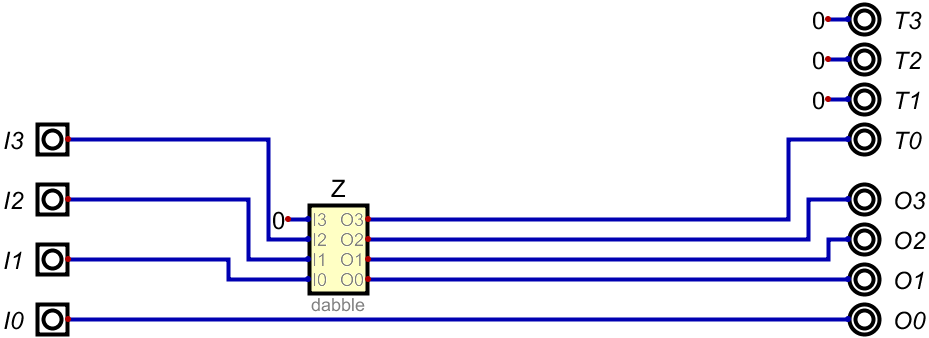 0 T3
0 T2
0 T1
I3 T0
Z
I2 O3
0 I3 O3
I2 O2 O2
I1 I1 O1
I0 O0 O1
dabble
I0 O0